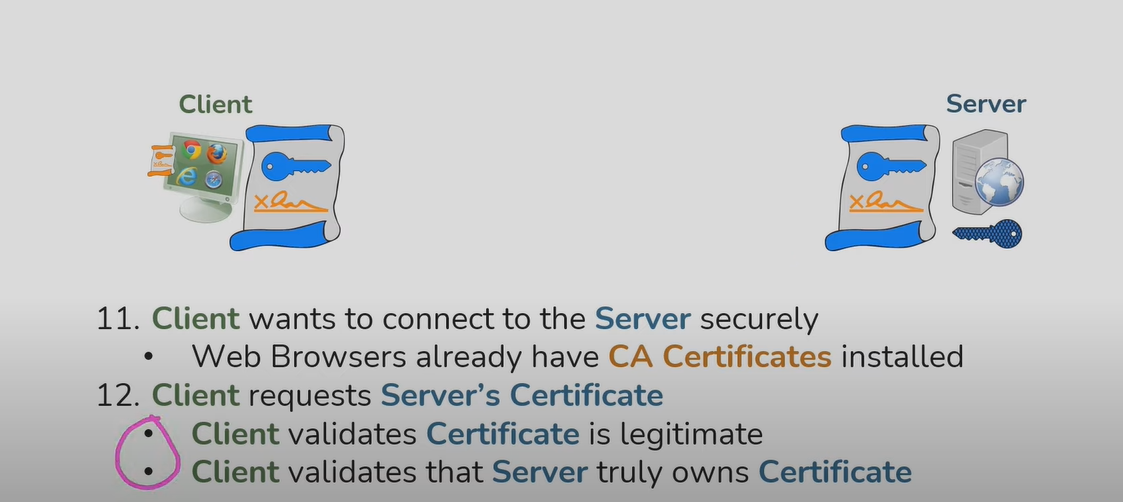 Client
Server
11. Client wants to connect to the Server securely
• Web Browsers already have CA Certificates installed
12. Client requests Server's Certificate
• Client validates Certificate is legitimate
• Client validates that Server truly owns Certificate